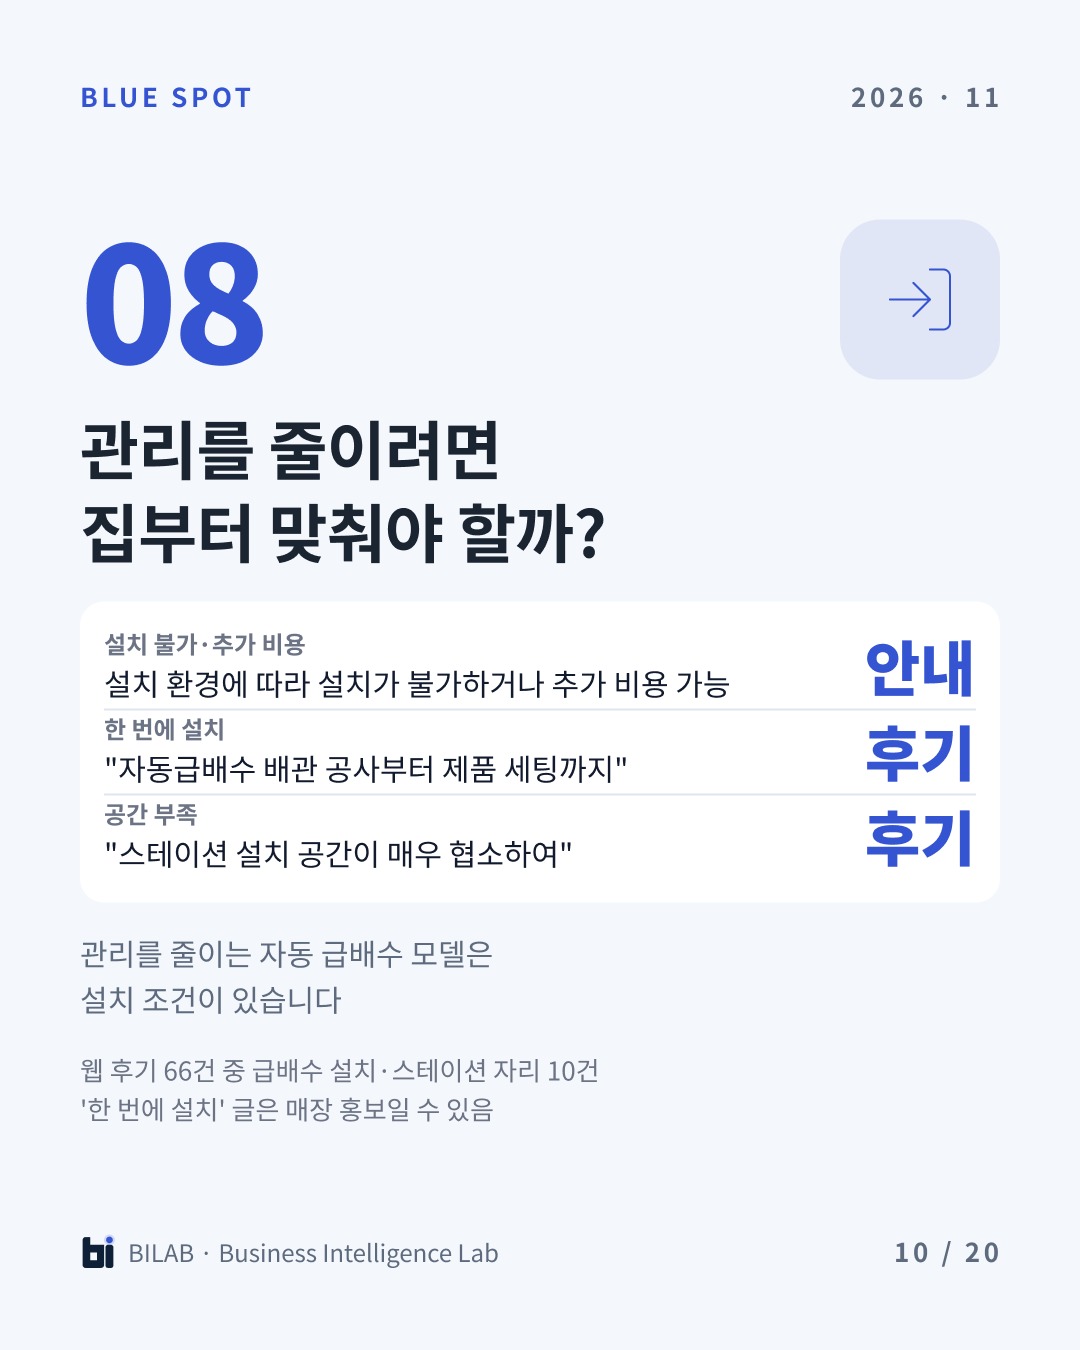 BLUE SPOT
2026 · 11
08
관리를 줄이려면
집부터 맞춰야 할까?
설치 불가·추가 비용
설치 환경에 따라 설치가 불가하거나 추가 비용 가능
안내
한 번에 설치
"자동급배수 배관 공사부터 제품 세팅까지"
후기
공간 부족
"스테이션 설치 공간이 매우 협소하여"
후기
관리를 줄이는 자동 급배수 모델은
설치 조건이 있습니다
웹 후기 66건 중 급배수 설치·스테이션 자리 10건
'한 번에 설치' 글은 매장 홍보일 수 있음
bi BILAB · Business Intelligence Lab
10 / 20